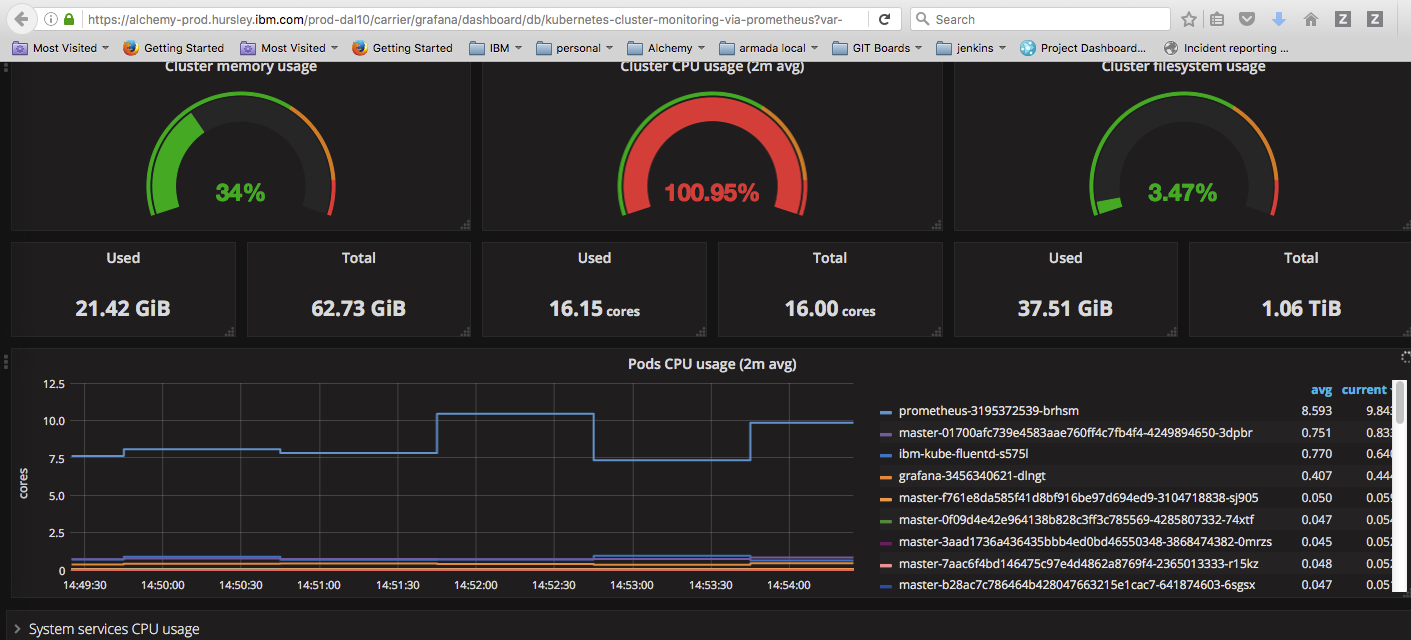 https://alchemy-prod.hursley.ibm.com/prod-dal10/carrier/grafana/dashboard/db/kubernetes-cluster-monitoring-via-prometheus?var-
Search
Z Z
Most Visited Getting Started Most Visited Getting Started IBM personal Alchemy armada local GIT Boards jenkins Project Dashboard... Incident reporting ...
Cluster memory usage
34%
Cluster CPU usage (2m avg)
100.95%
Cluster filesystem usage
3.47%
Used
21.42 GiB
Total
62.73 GiB
Used
16.15 cores
Total
16.00 cores
Used
37.51 GiB
Total
1.06 TiB
Pods CPU usage (2m avg)
12.5
10.0
7.5
5.0
2.5
0
cores
14:49:30 14:50:00 14:50:30 14:51:00 14:51:30 14:52:00 14:52:30 14:53:00 14:53:30 14:54:00
avg current
prometheus-3195372539-brhsm 8.593 9.843
master-01700afc739e4583aae760ff4c7fb4f4-4249894650-3dpbr 0.751 0.833
ibm-kube-fluentd-s575l 0.770 0.640
grafana-3456340621-dlngt 0.407 0.444
master-f761e8da585f41d8bf916be97d694ed9-3104718838-sj905 0.050 0.059
master-0f09d4e42e964138b828c3ff3c785569-4285807332-74xtf 0.047 0.054
master-3aad1736a436435bbb4ed0bd46550348-3868474382-0mrzs 0.045 0.052
master-7aac6f4bd146475c97e4d4862a8769f4-2365013333-r15kz 0.048 0.052
master-b28ac7c786464b428047663215e1cac7-641874603-6sgsx 0.047 0.051
System services CPU usage